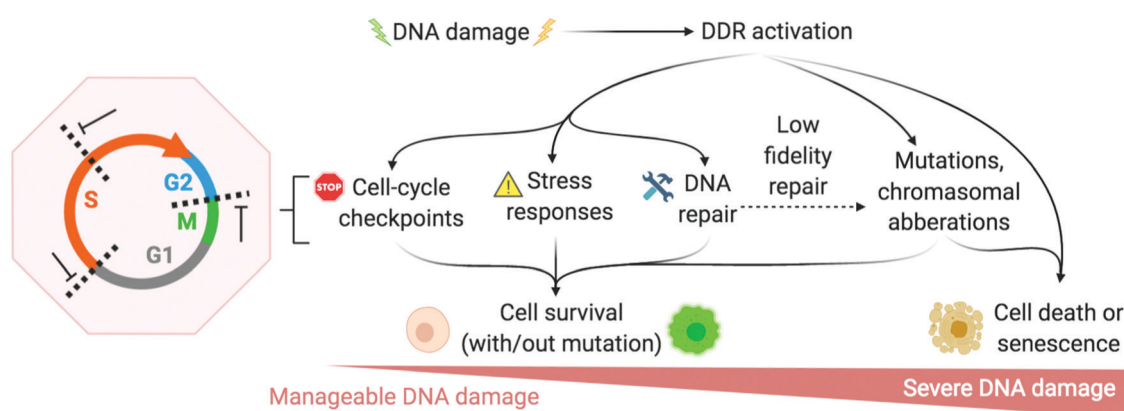 DNA damage
DDR activation
S
G2
M
G1
STOP
Cell-cycle
checkpoints
Stress
responses
DNA
repair
Low
fidelity
repair
Mutations,
chromasomal
abberations
Cell survival
(with/out mutation)
Cell death or
senescence
Manageable DNA damage
Severe DNA damage